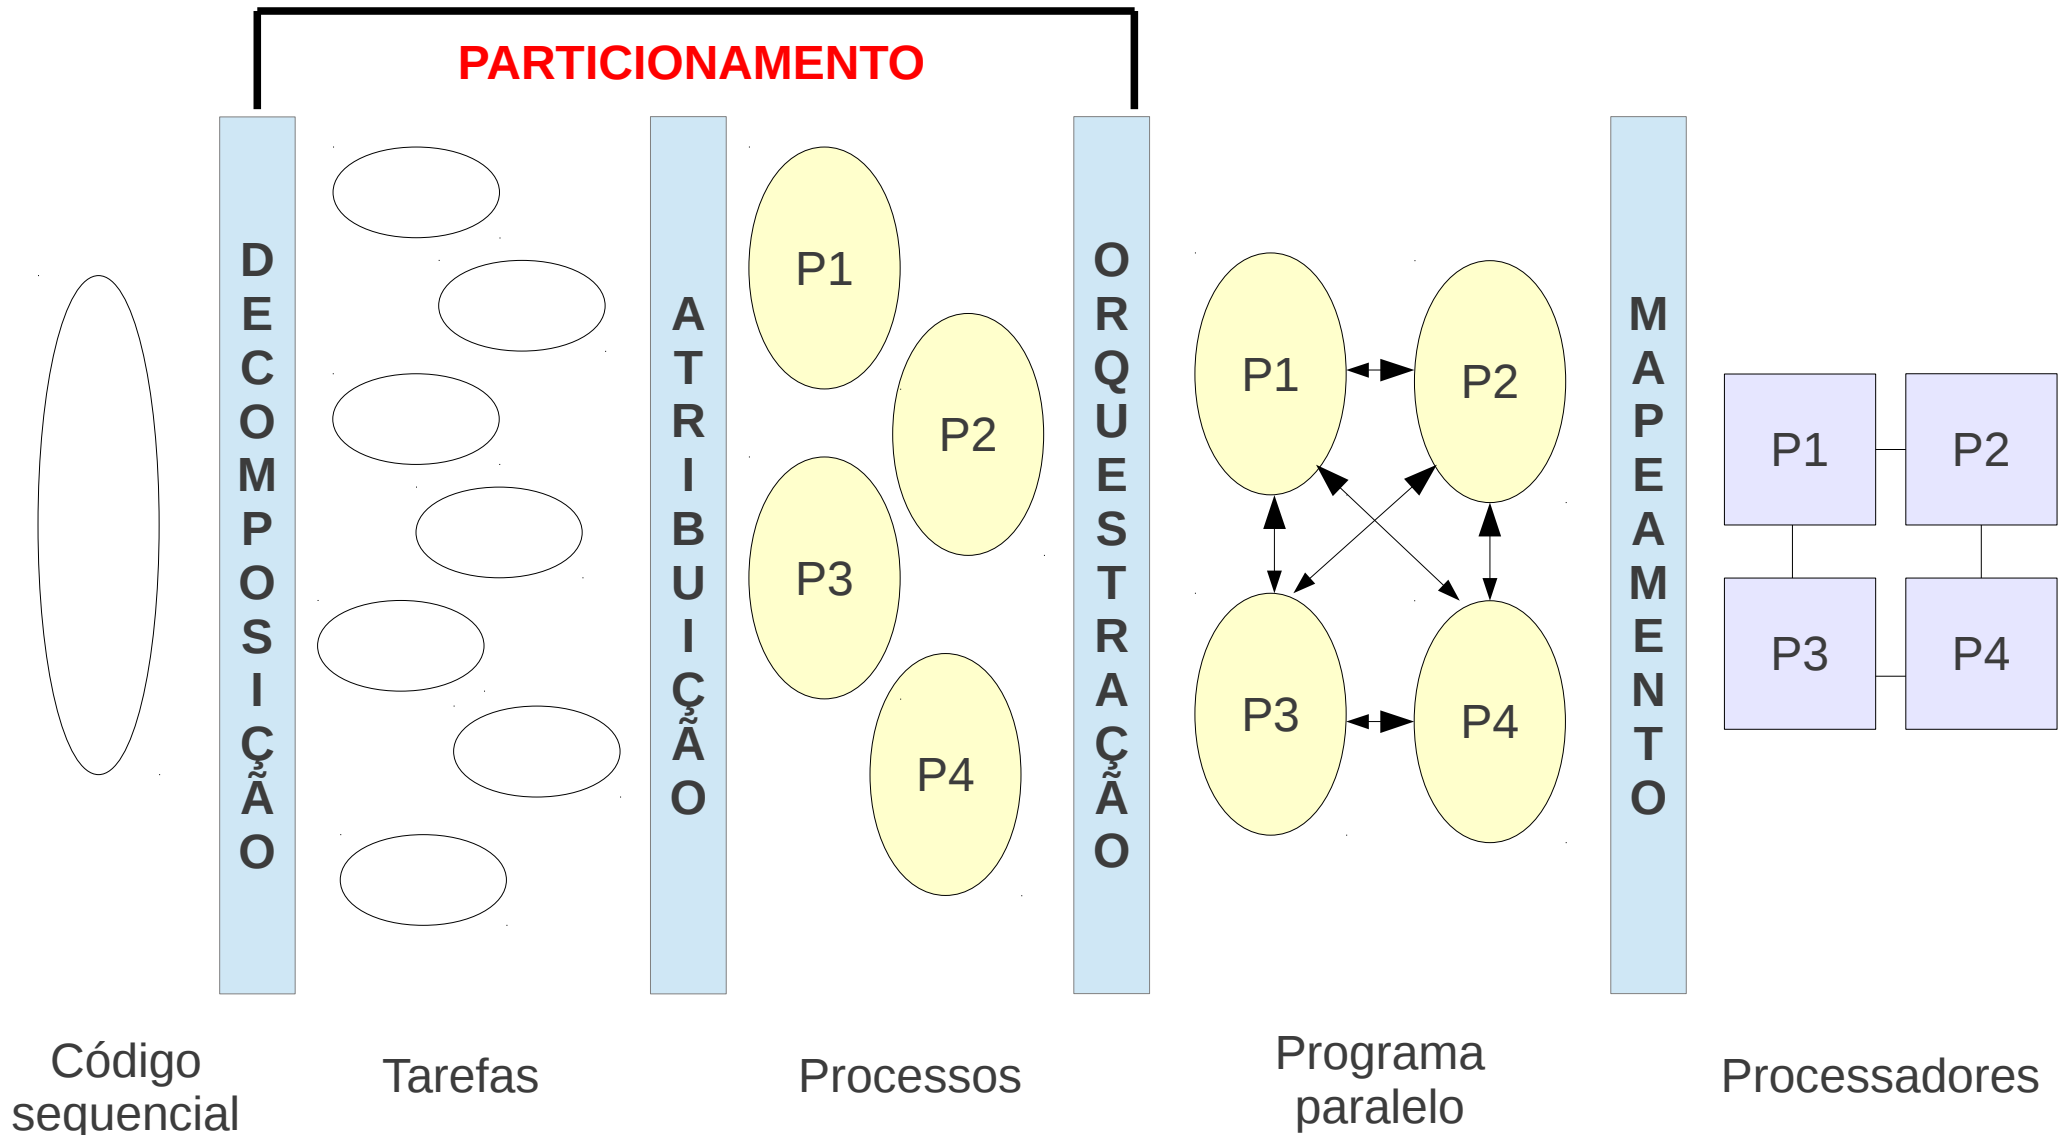 PARTICIONAMENTO
DECOMPOSIÇÃO
ATRIBUIÇÃO
P1
P2
P3
P4
ORQUESTRAÇÃO
P1
P2
P3
P4
MAPEAMENTO
P1
P2
P3
P4
Código
sequencial
Tarefas
Processos
Programa
paralelo
Processadores